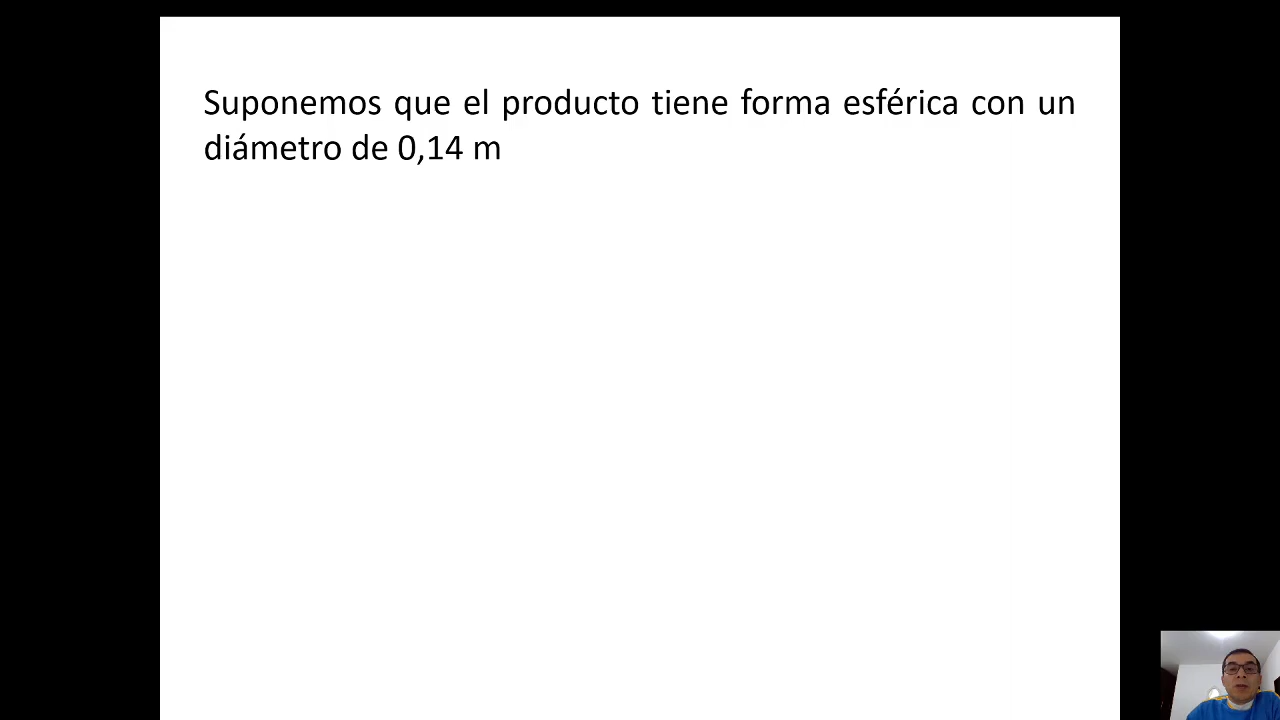 Suponemos que el producto tiene forma esférica con un
diámetro de 0,14 m